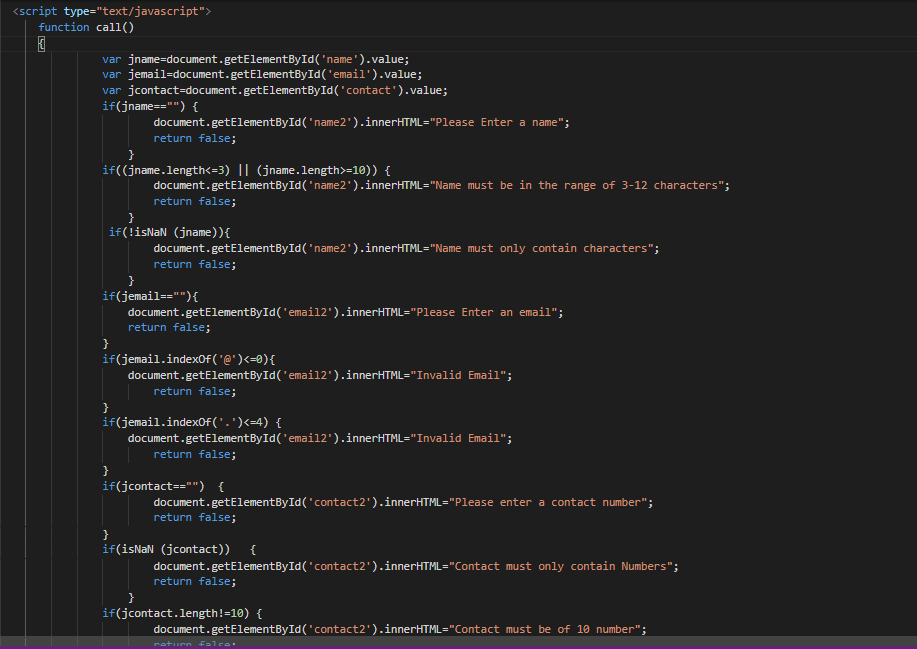 <script type="text/javascript">
function call()
{
var jname=document.getElementById('name').value;
var jemail=document.getElementById('email').value;
var jcontact=document.getElementById('contact').value;
if(jname=="") {
document.getElementById('name2').innerHTML="Please Enter a name";
return false;
}
if((jname.length<=3) || (jname.length>=10)) {
document.getElementById('name2').innerHTML="Name must be in the range of 3-12 characters";
return false;
}
if(!isNaN (jname)){
document.getElementById('name2').innerHTML="Name must only contain characters";
return false;
}
if(jemail==""){
document.getElementById('email2').innerHTML="Please Enter an email";
return false;
}
if(jemail.indexOf('@')<=0){
document.getElementById('email2').innerHTML="Invalid Email";
return false;
}
if(jemail.indexOf('.')<=4) {
document.getElementById('email2').innerHTML="Invalid Email";
return false;
}
if(jcontact=="")  {
document.getElementById('contact2').innerHTML="Please enter a contact number";
return false;
}
if(isNaN (jcontact))   {
document.getElementById('contact2').innerHTML="Contact must only contain Numbers";
return false;
}
if(jcontact.length!=10) {
document.getElementById('contact2').innerHTML="Contact must be of 10 number";
return false;